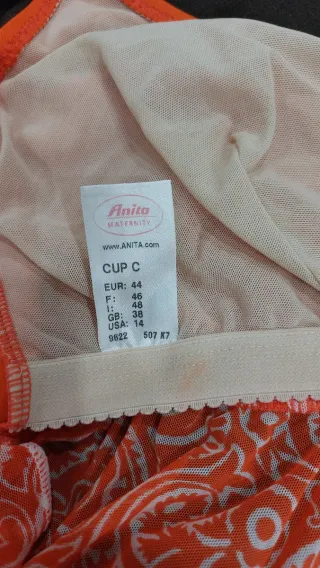 Anita
MATERNITY
www.ANITA.com
CUP C
EUR: 44
F: 46
I: 48
GB: 38
USA: 14
9622 507 K7